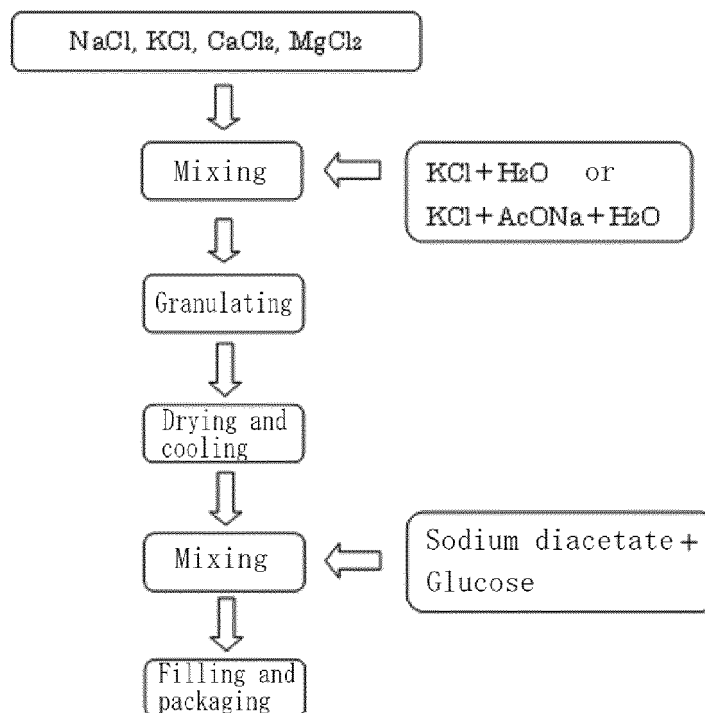 NaCl, KCl, CaCl₂, MgCl₂
Mixing
KCl+H₂O or
KCl+AcONa+H₂O
Granulating
Drying and
cooling
Mixing
Sodium diacetate+
Glucose
Filling and
packaging